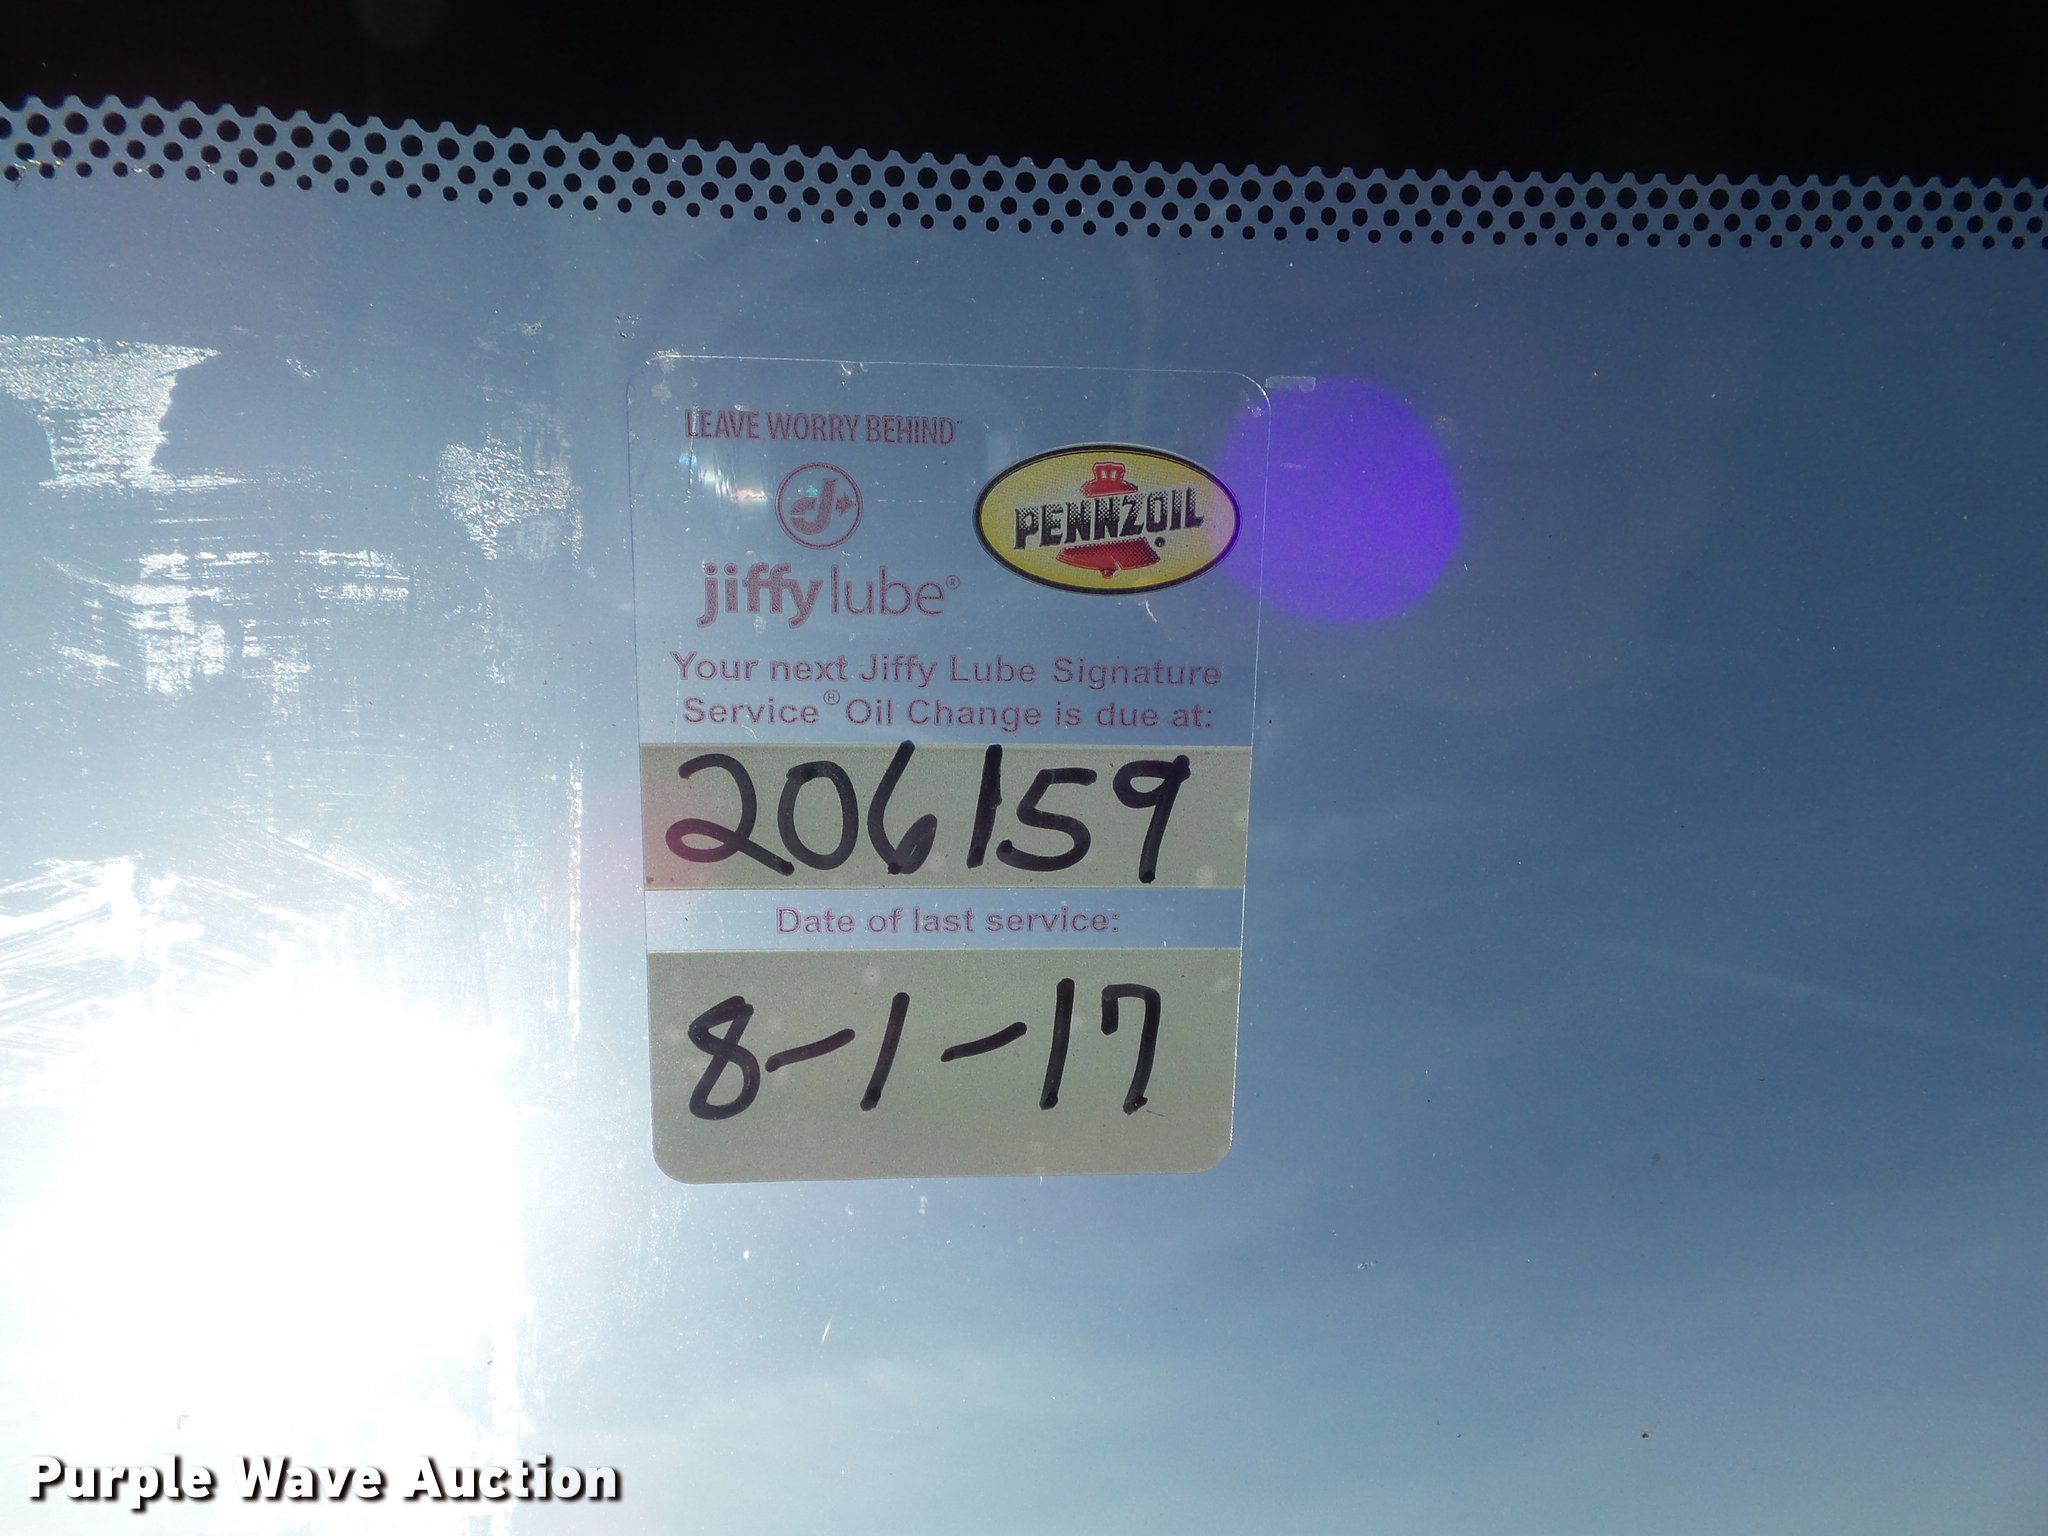 LEAVE WORRY BEHIND
J
PENNZOIL
jiffy lube®
Your next Jiffy Lube Signature
Service® Oil Change is due at:
206159
Date of last service:
8-1-17
Purple Wave Auction